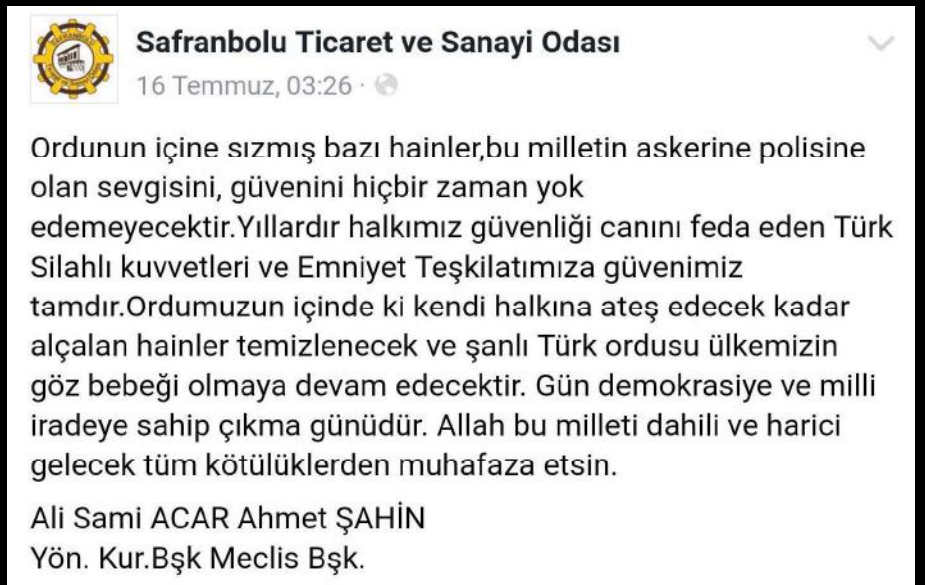 Safranbolu Ticaret ve Sanayi Odası
16 Temmuz, 03:26 ·
Ordunun içine sızmış bazı hainler,bu milletin askerine polisine
olan sevgisini, güvenini hiçbir zaman yok
edemeyecektir.Yıllardır halkımız güvenliği canını feda eden Türk
Silahlı kuvvetleri ve Emniyet Teşkilatımıza güvenimiz
tamdır.Ordumuzun içinde ki kendi halkına ateş edecek kadar
alçalan hainler temizlenecek ve şanlı Türk ordusu ülkemizin
göz bebeği olmaya devam edecektir. Gün demokrasiye ve milli
iradeye sahip çıkma günüdür. Allah bu milleti dahili ve harici
gelecek tüm kötülüklerden muhafaza etsin.
Ali Sami ACAR Ahmet ŞAHİN
Yön. Kur.Bşk Meclis Bşk.